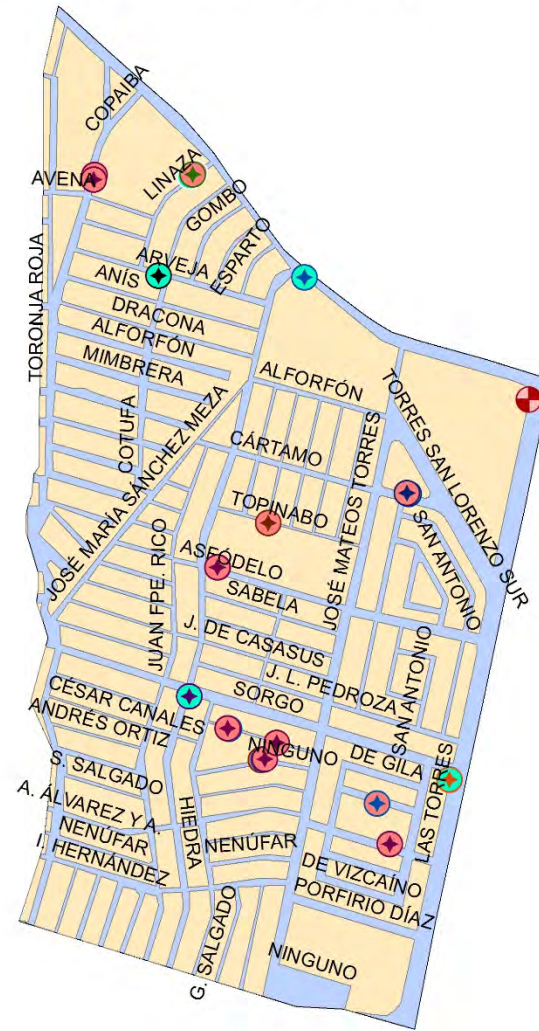 COPAIBA
AVENA
LINAZA
GOMBO
ESPARTO
ARVEJA
ANÍS
DRACONA
TORONJA ROJA
ALFORFÓN
MIMBRERA
ALFORFÓN
TORRES SAN LORENZO SUR
COTUFA
JOSÉ MARÍA SÁNCHEZ MEZA
CÁRTAMO
JOSÉ MATEOS TORRES
TOPINABO
SAN ANTONIO
JUAN FPE. RICO
ASFÓDELO
SABELA
J. DE CASASUS
J. L. PEDROZA
SAN ANTONIO
SORGO
CÉSAR CANALES
ANDRÉS ORTIZ
NINGUNO
DE GILA
LAS TORRES
S. SALGADO
A. ÁLVAREZ Y A.
HIEDRA
NENÚFAR
NENÚFAR
I. HERNÁNDEZ
DE VIZCAÍNO
PORFIRIO DÍAZ
G. SALGADO
NINGUNO